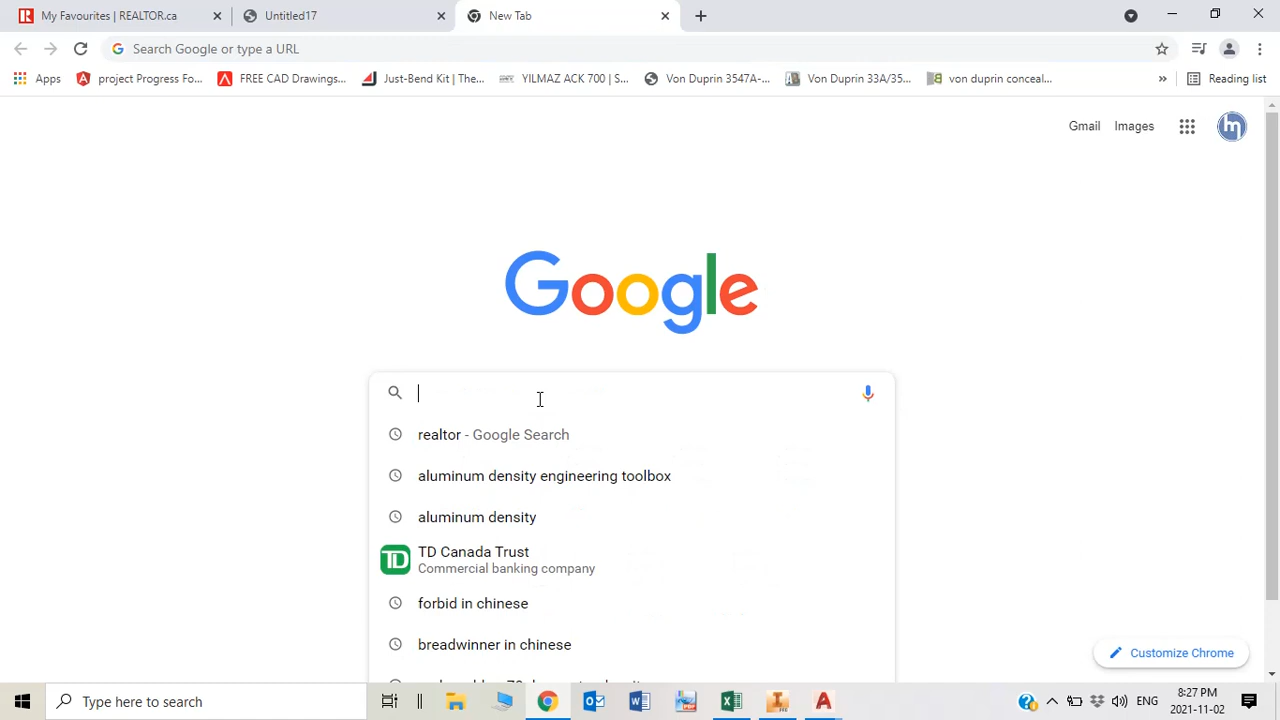 My Favourites | REALTOR.ca
Untitled17
New Tab
Search Google or type a URL
Apps
project Progress Fo...
FREE CAD Drawings...
Just-Bend Kit | The...
YILMAZ ACK 700 | S...
Von Duprin 3547A-...
Von Duprin 33A/35...
von duprin conceal...
»
Reading list
Gmail
Images
Google
realtor - Google Search
aluminum density engineering toolbox
aluminum density
TD
TD Canada Trust
Commercial banking company
forbid in chinese
breadwinner in chinese
Customize Chrome
Type here to search
ENG
8:27 PM
2021-11-02